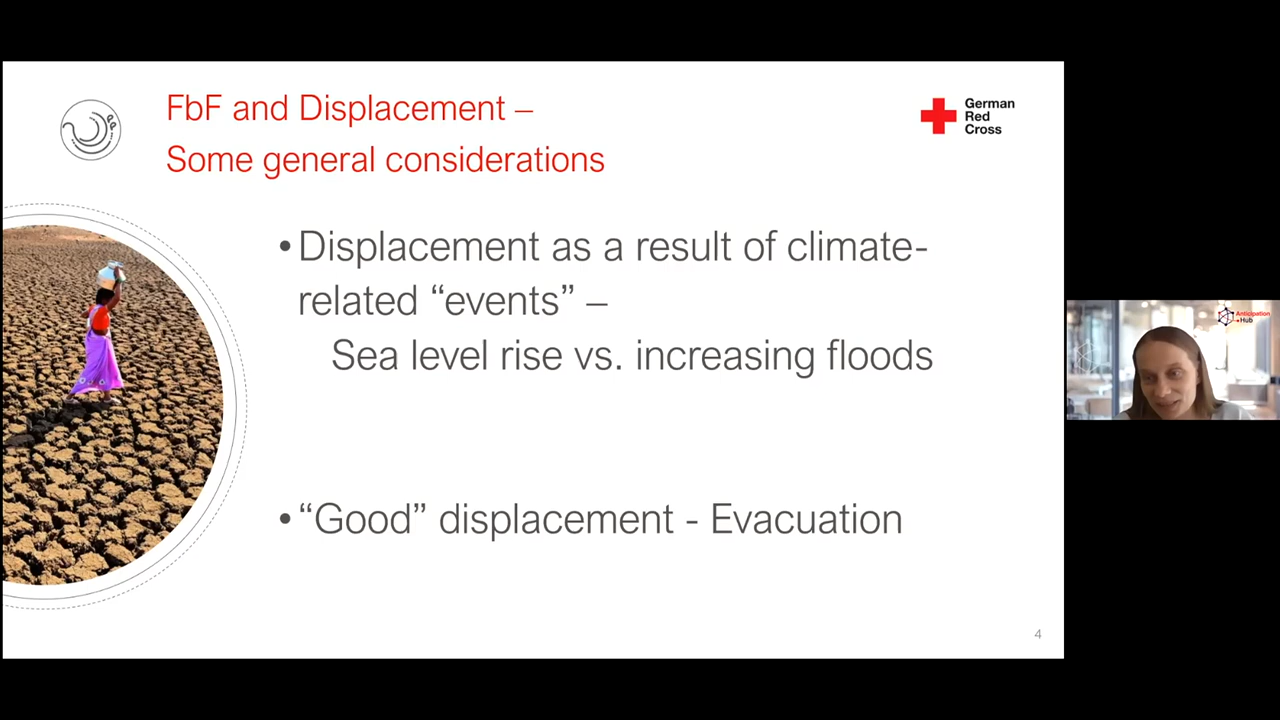 FbF and Displacement –
Some general considerations
German
Red
Cross
•Displacement as a result of climate-
related “events” –
Sea level rise vs. increasing floods
•“Good” displacement - Evacuation
4
Anticipation
Hub